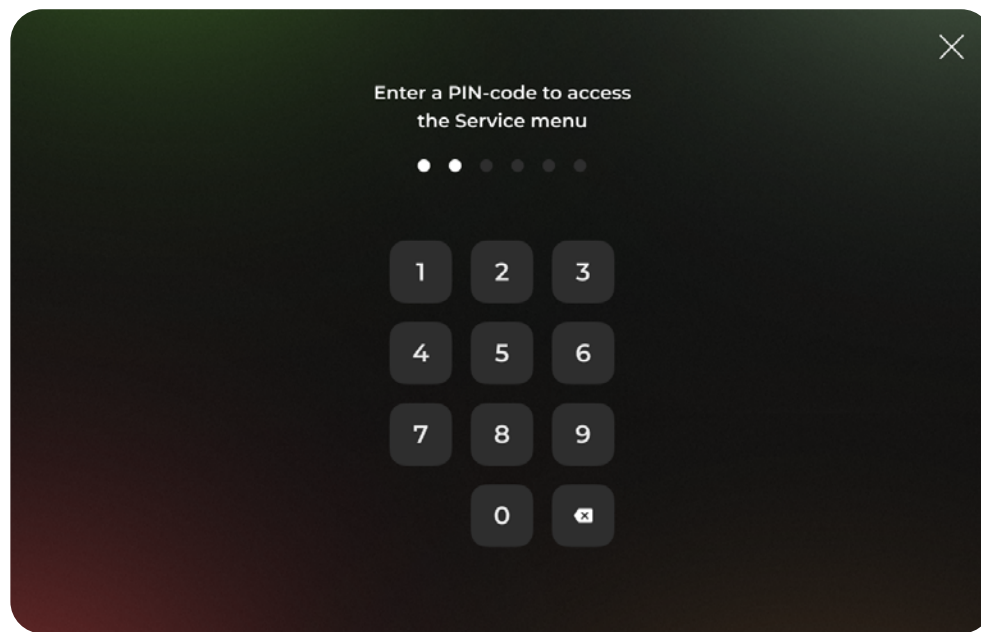 Enter a PIN-code to access
the Service menu
1 2 3
4 5 6
7 8 9
0